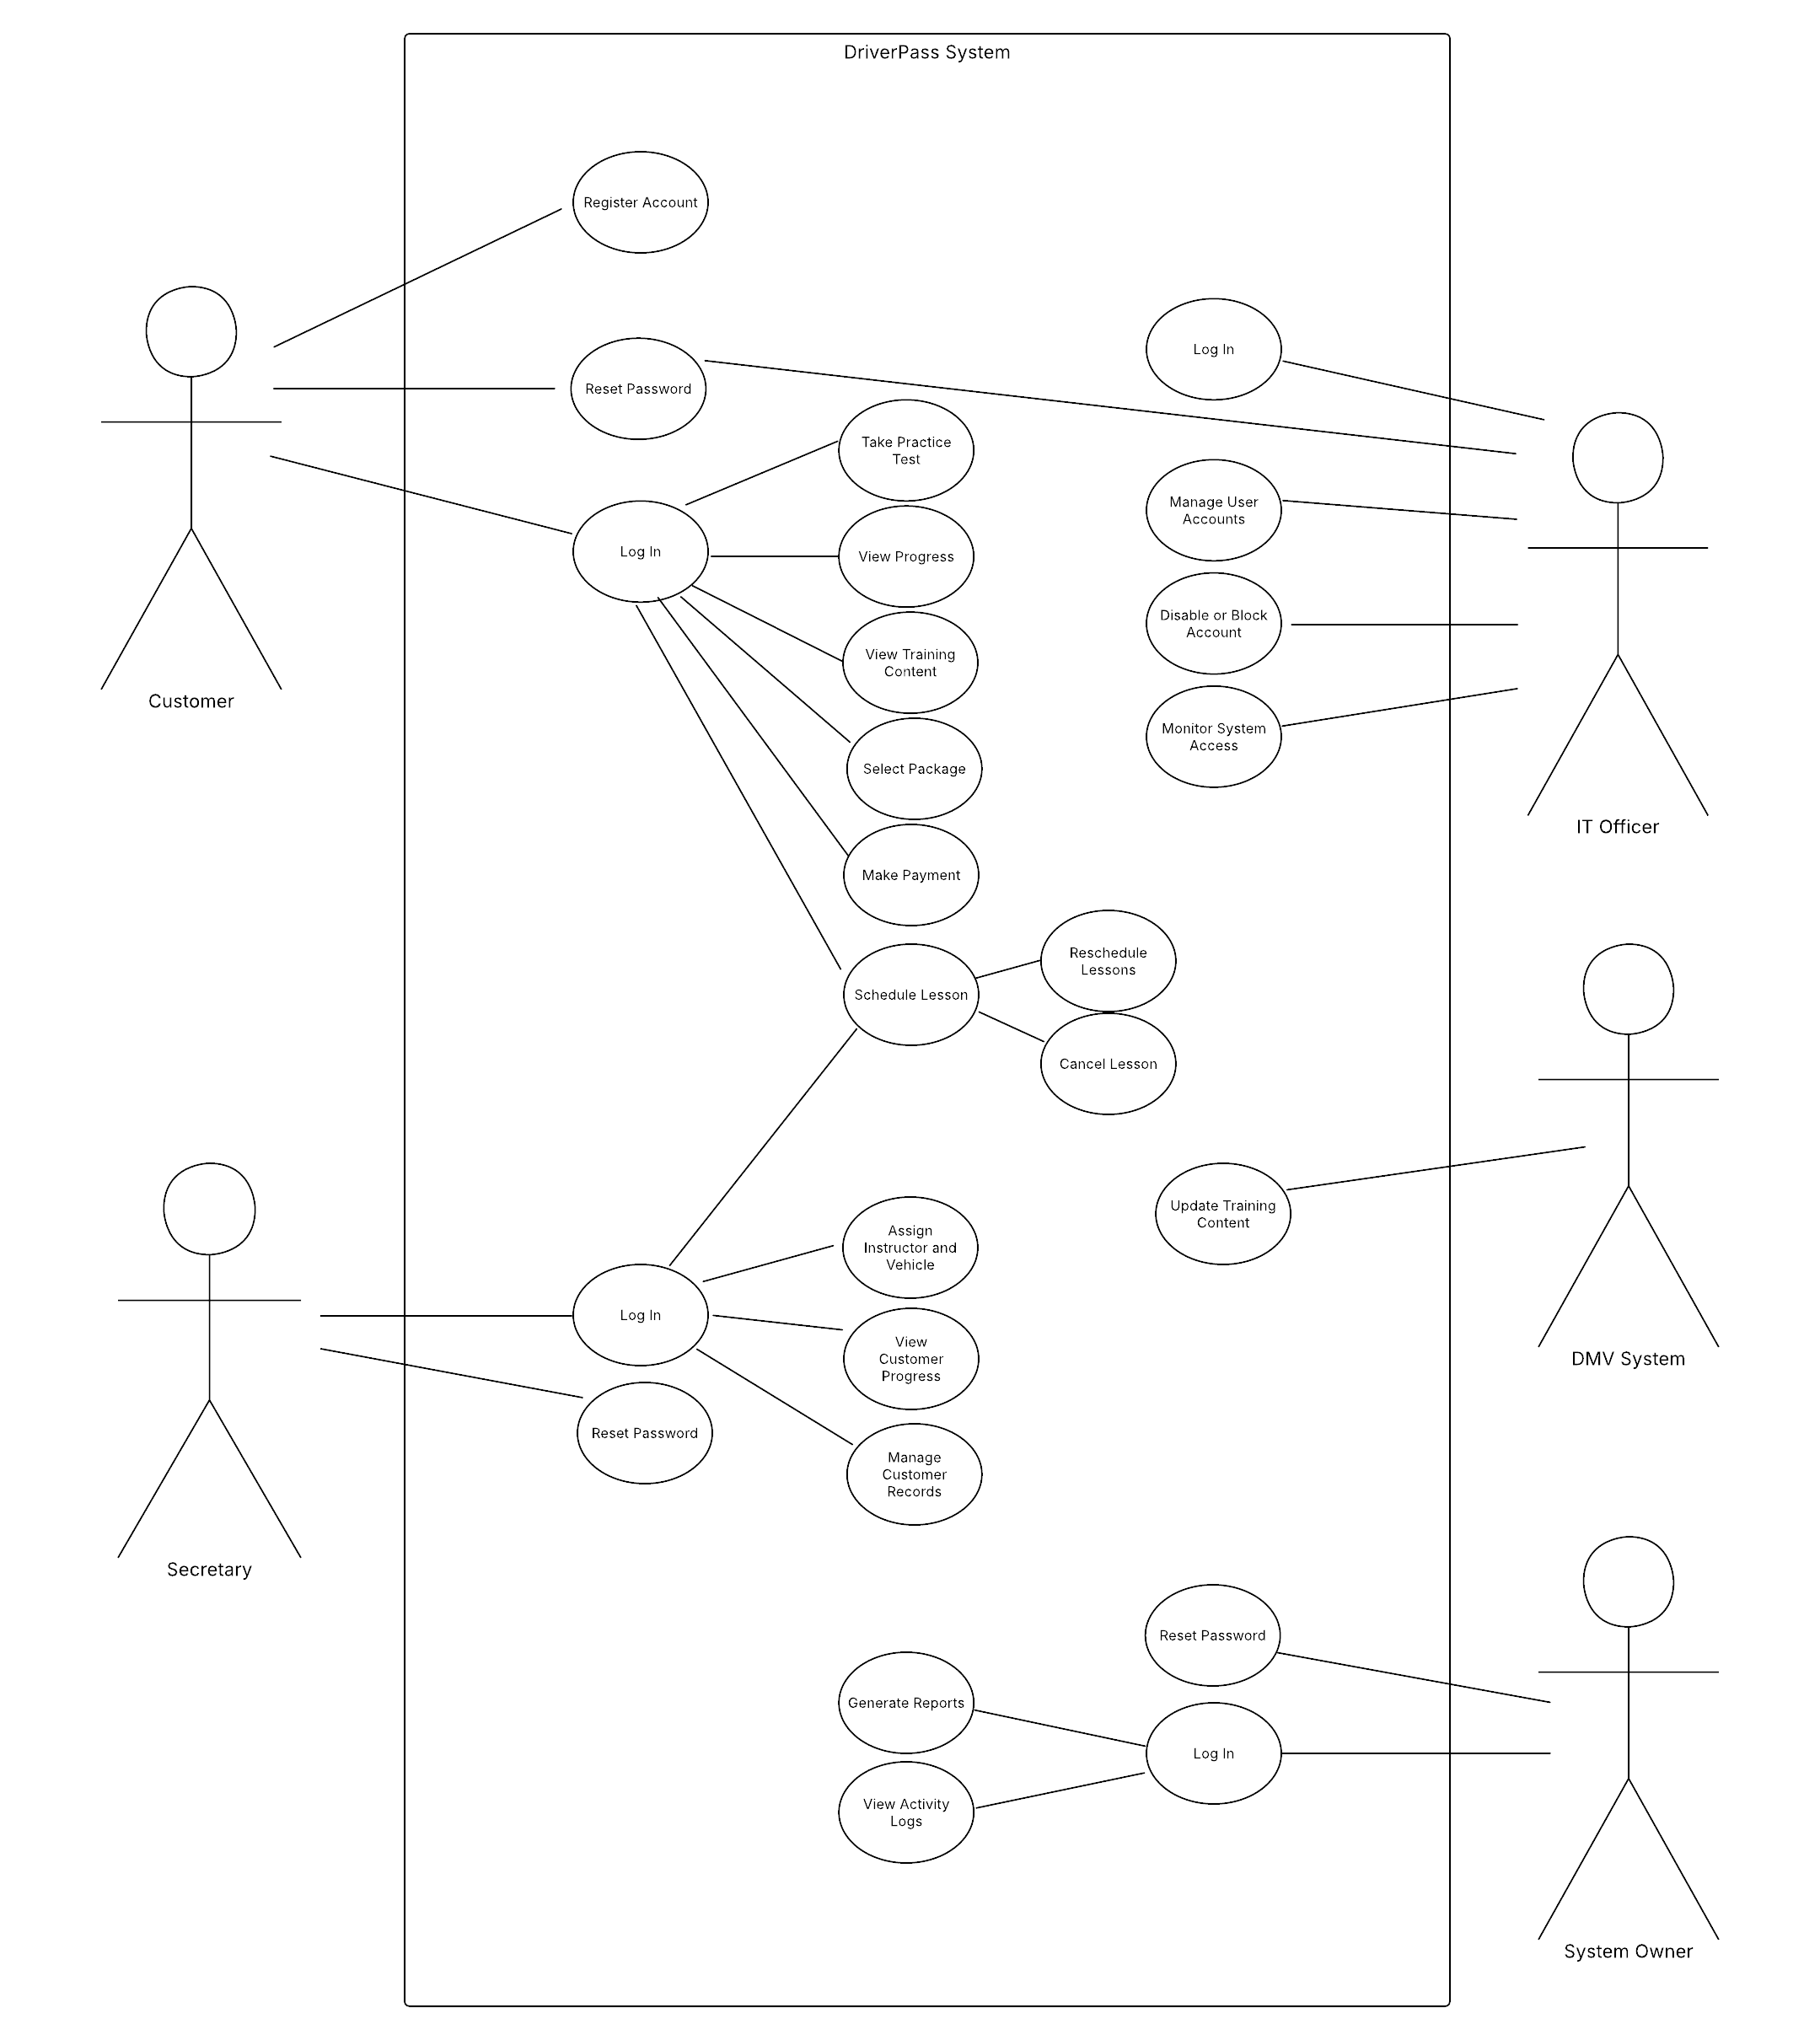 DriverPass System
Register Account
Reset Password
Log In
Take Practice
Test
View Progress
View Training
Content
Select Package
Make Payment
Schedule Lesson
Reschedule
Lessons
Cancel Lesson
Customer
Log In
Manage User
Accounts
Disable or Block
Account
Monitor System
Access
IT Officer
Update Training
Content
DMV System
Log In
Reset Password
Assign
Instructor and
Vehicle
View
Customer
Progress
Manage
Customer
Records
Secretary
Reset Password
Log In
Generate Reports
View Activity
Logs
System Owner